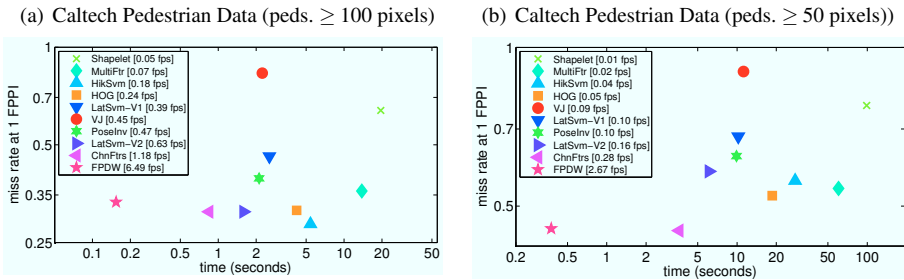 (a) Caltech Pedestrian Data (peds. ≥ 100 pixels)
miss rate at 1 FPPI
1
0.7
0.5
0.35
0.25
Shapelet [0.05 fps]
MultiFtr [0.07 fps]
HikSvm [0.18 fps]
HOG [0.24 fps]
LatSvm-V1 [0.39 fps]
VJ [0.45 fps]
PoseInv [0.47 fps]
LatSvm-V2 [0.63 fps]
ChnFtrs [1.18 fps]
FPDW [6.49 fps]
0.1 0.2 0.5 1 2 5 10 20 50
time (seconds)
(b) Caltech Pedestrian Data (peds. ≥ 50 pixels))
miss rate at 1 FPPI
1
0.7
0.5
Shapelet [0.01 fps]
MultiFtr [0.02 fps]
HikSvm [0.04 fps]
HOG [0.05 fps]
VJ [0.09 fps]
LatSvm-V1 [0.10 fps]
PoseInv [0.10 fps]
LatSvm-V2 [0.16 fps]
ChnFtrs [0.28 fps]
FPDW [2.67 fps]
0.2 0.5 1 2 5 10 20 50 100
time (seconds)